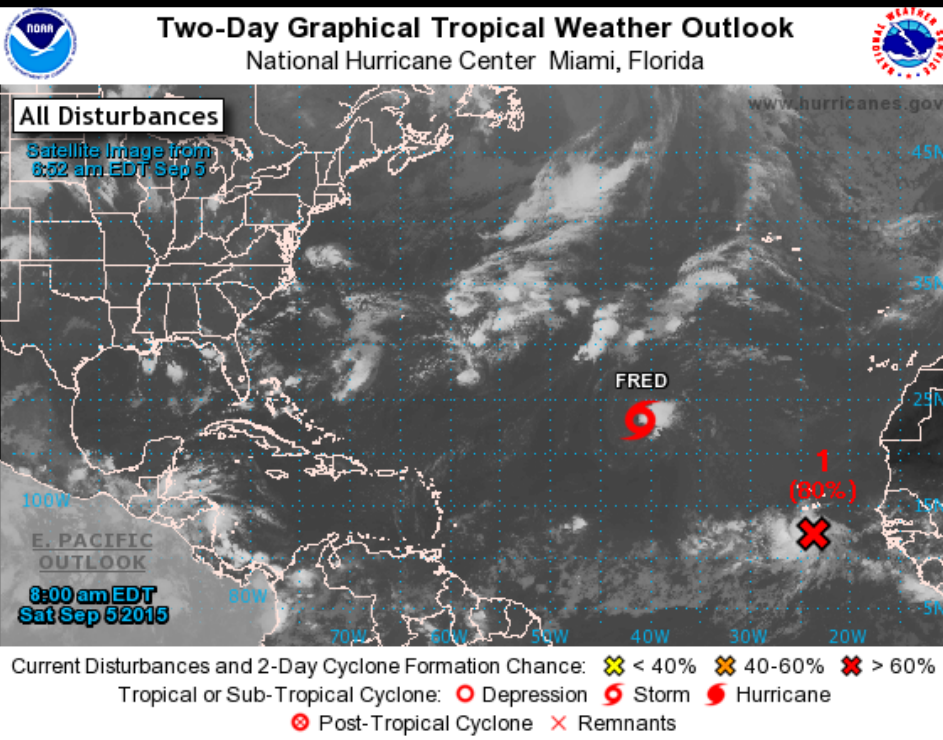 Two-Day Graphical Tropical Weather Outlook
National Hurricane Center Miami, Florida
NOAA
NATIONAL WEATHER
All Disturbances
www.hurricanes.gov
Satellite Image from
6:52 am EDT Sep 5
45N
35N
FRED
25N
1
(80%)
100W
15N
E. PACIFIC
OUTLOOK
8:00 am EDT
Sat Sep 5 2015
80W
5N
70W 60W 50W 40W 30W 20W
Current Disturbances and 2-Day Cyclone Formation Chance: < 40% 40-60% > 60%
Tropical or Sub-Tropical Cyclone: Depression Storm Hurricane
Post-Tropical Cyclone Remnants